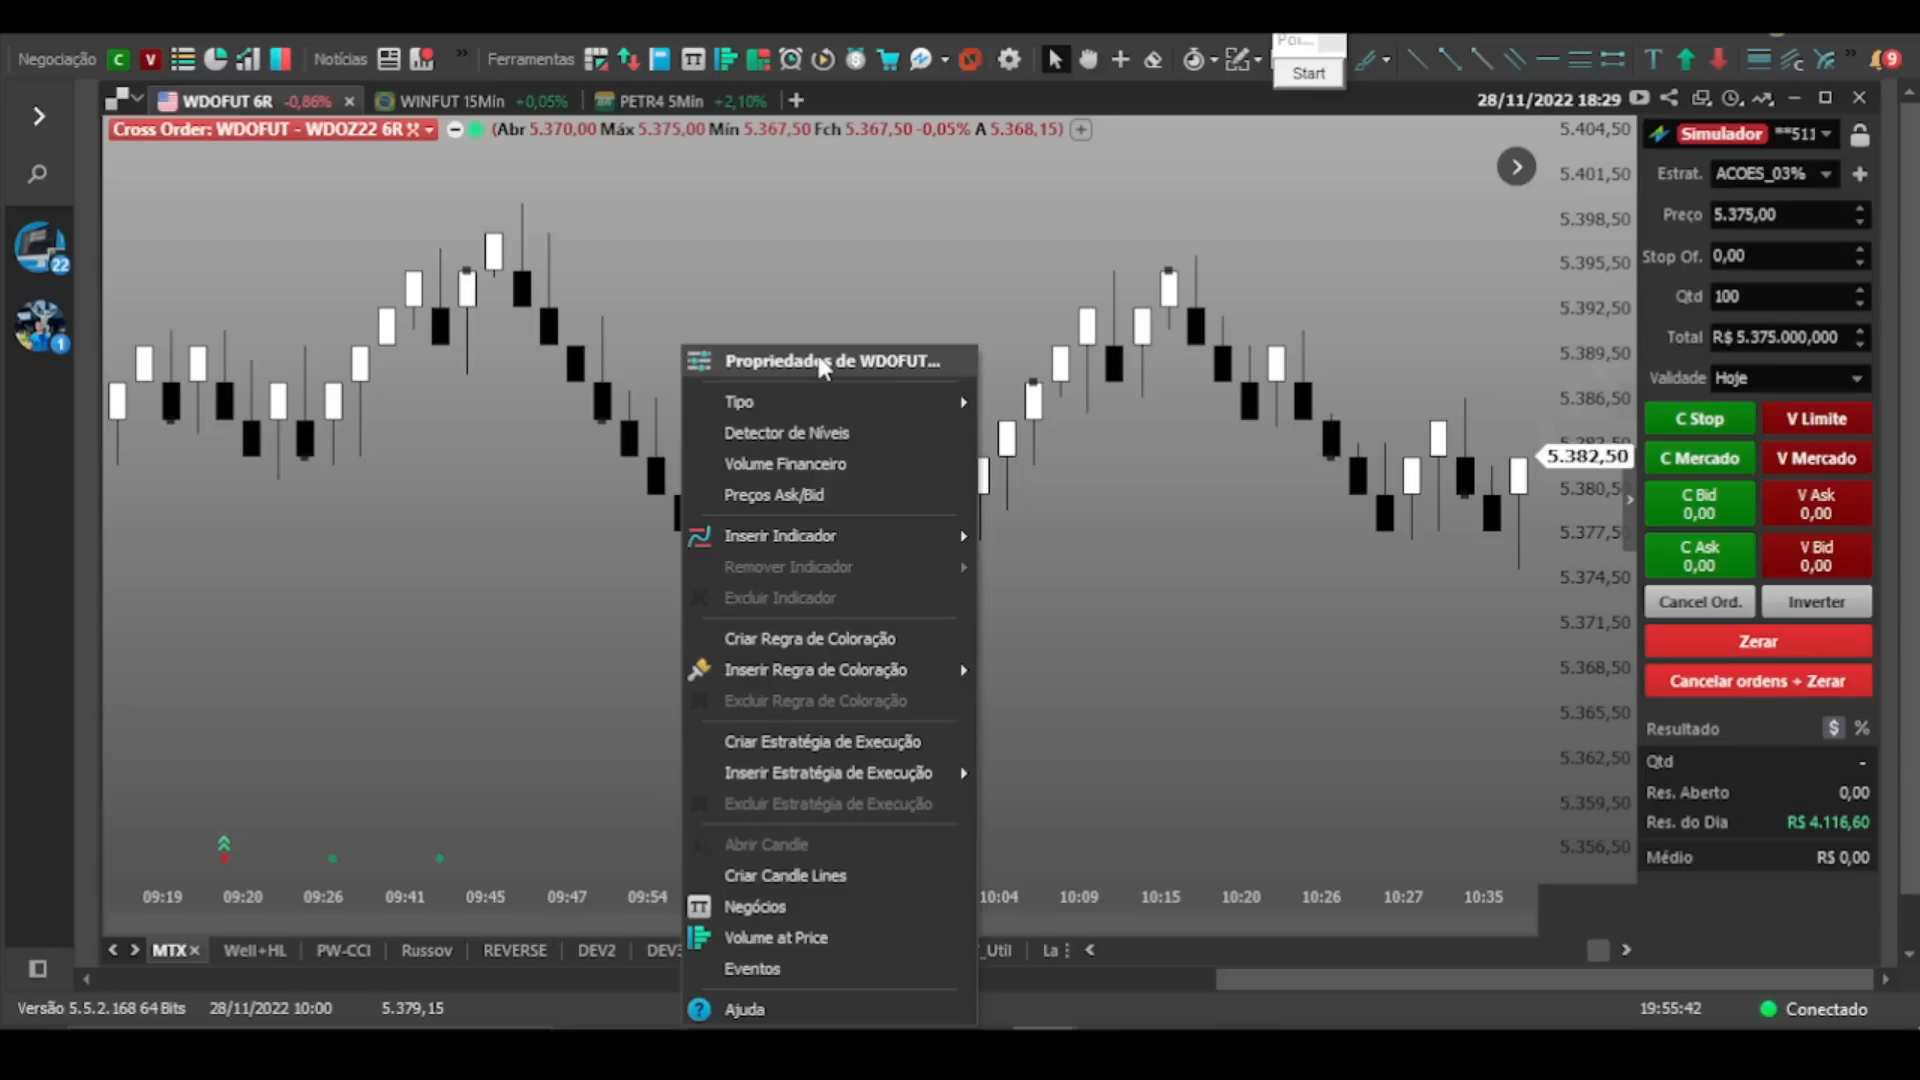 Negociação C V Notícias » Ferramentas Start T » 9
WDOFUT 6R -0,86% × WINFUT 15Min +0,05% PETR4 5Min +2,10% + 28/11/2022 18:29
Cross Order: WDOFUT - WDOZ22 6R (Abr 5.370,00 Máx 5.375,00 Mín 5.367,50 Fch 5.367,50 -0,05% A 5.368,15)
22
1
5.404,50
5.401,50
5.398,50
5.395,50
5.392,50
5.389,50
5.386,50
5.382,50
5.380,5
5.377,5
5.374,50
5.371,50
5.368,50
5.365,50
5.362,50
5.359,50
5.356,50
Propriedades de WDOFUT...
Tipo
Detector de Níveis
Volume Financeiro
Preços Ask/Bid
Inserir Indicador
Remover Indicador
Excluir Indicador
Criar Regra de Coloração
Inserir Regra de Coloração
Excluir Regra de Coloração
Criar Estratégia de Execução
Inserir Estratégia de Execução
Excluir Estratégia de Execução
Abrir Candle
Criar Candle Lines
TT Negócios
Volume at Price
Eventos
? Ajuda
Simulador **511
Estrat. ACOES_03%
Preço 5.375,00
Stop Of. 0,00
Qtd 100
Total R$ 5.375.000,000
Validade Hoje
C Stop V Limite
C Mercado V Mercado
C Bid V Ask
0,00 0,00
C Ask V Bid
0,00 0,00
Cancel Ord. Inverter
Zerar
Cancelar ordens + Zerar
Resultado $ %
Qtd -
Res. Aberto 0,00
Res. do Dia R$ 4.116,60
Médio R$ 0,00
09:19 09:20 09:26 09:41 09:45 09:47 09:54 10:04 10:09 10:15 10:20 10:26 10:27 10:35
MTX × Well+HL PW-CCI Russov REVERSE DEV2 DEV _Util La
Versão 5.5.2.168 64 Bits 28/11/2022 10:00 5.379,15 19:55:42 Conectado